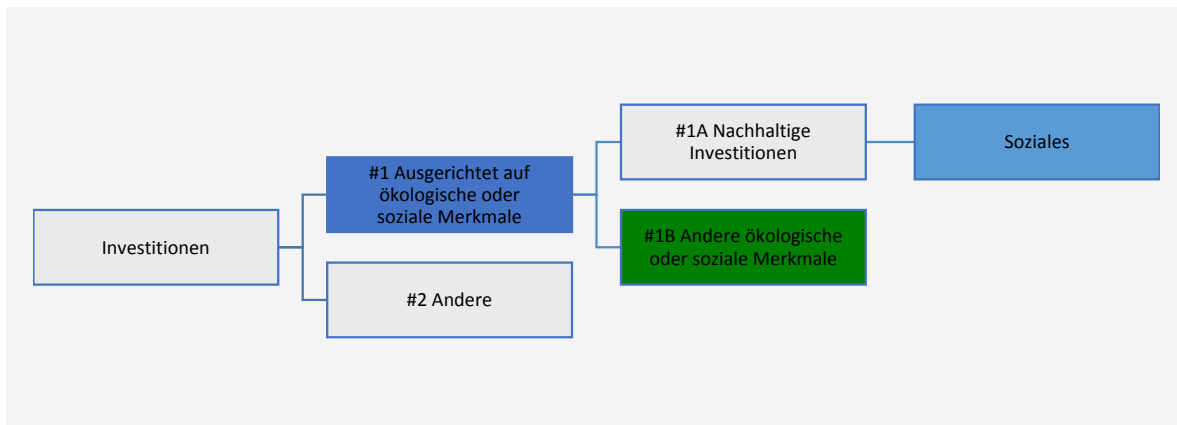 Investitionen
#1 Ausgerichtet auf
ökologische oder
soziale Merkmale
#2 Andere
#1A Nachhaltige
Investitionen
#1B Andere ökologische
oder soziale Merkmale
Soziales